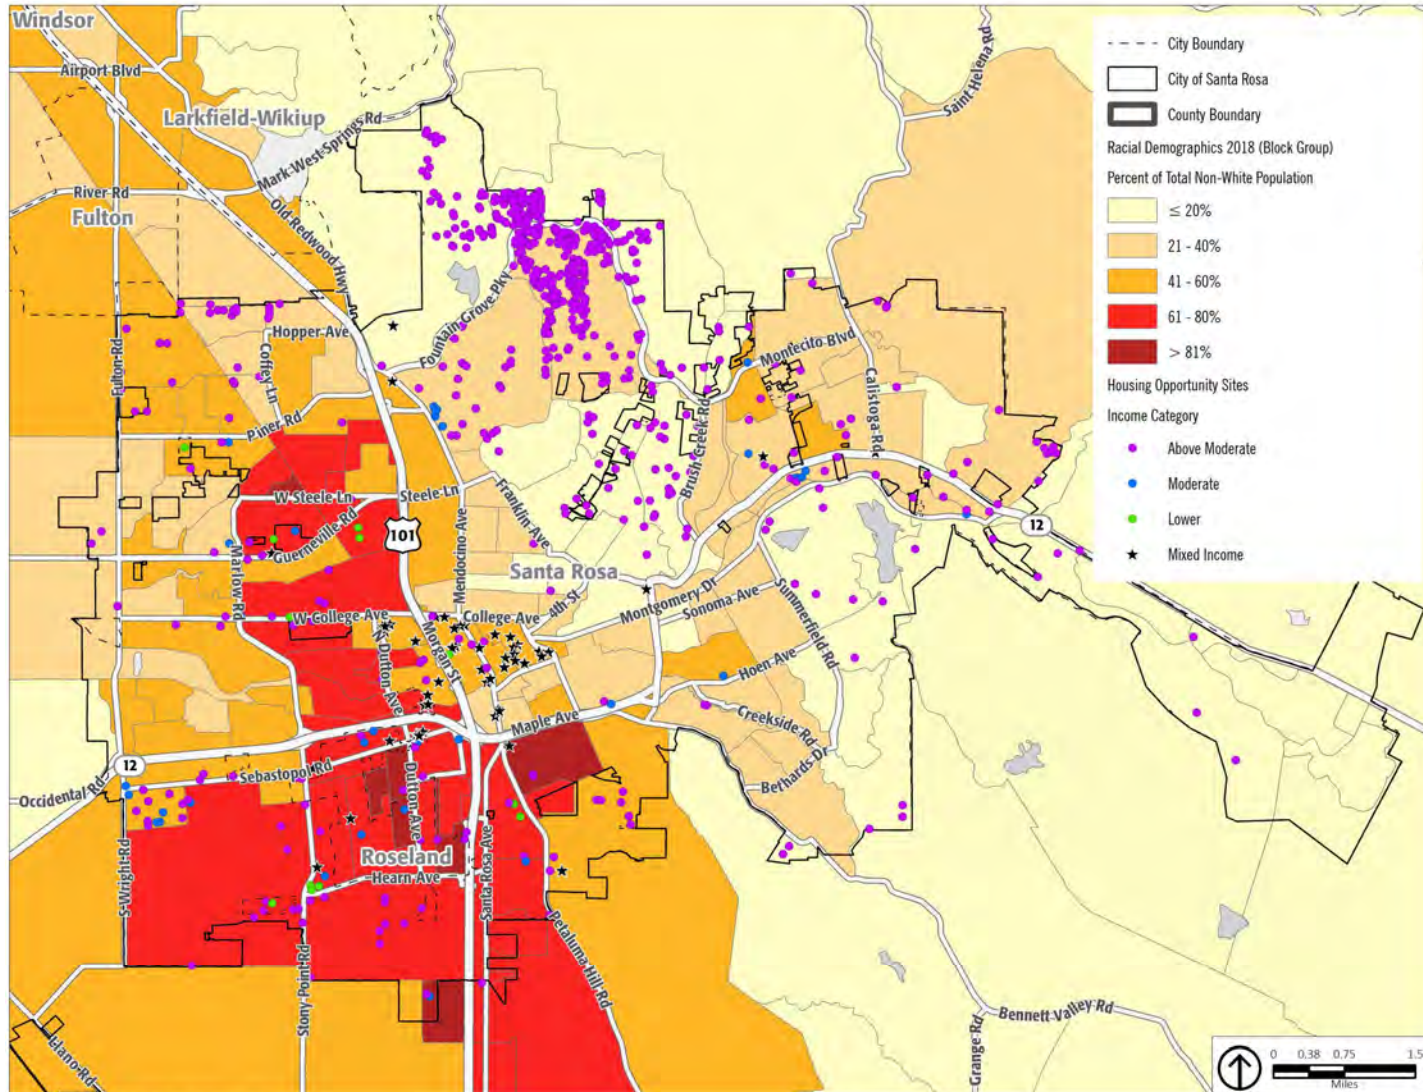 Windsor
Airport Blvd
Larkfield-Wikiup
Mark West Springs Rd
River Rd
Fulton
Old Redwood Hwy
Saint Helena Rd
Fountain Grove Pky
Hopper Ave
Coffey Ln
Fulton Rd
Piner Rd
Montecito Blvd
Calistoga Rd
Brush Creek Rd
W Steele Ln
Steele Ln
Guerneville Rd
Franklin Ave
101
12
Marlow Rd
Mendocino Ave
Santa Rosa
W College Ave
College Ave
4th St
Montgomery Dr
Sonoma Ave
Summerfield Rd
N Dutton Ave
Morgan St
Hoen Ave
Maple Ave
Creekside Rd
Bethards Dr
12
Sebastopol Rd
Occidental Rd
Dutton Ave
S Wright Rd
Roseland
Hearn Ave
Santa Rosa Ave
Petaluma Hill Rd
Stony Point Rd
Llano Rd
Bennett Valley Rd
Grange Rd
City Boundary
City of Santa Rosa
County Boundary
Racial Demographics 2018 (Block Group)
Percent of Total Non-White Population
≤ 20%
21 - 40%
41 - 60%
61 - 80%
> 81%
Housing Opportunity Sites
Income Category
Above Moderate
Moderate
Lower
Mixed Income
0 0.38 0.75 1.5
Miles